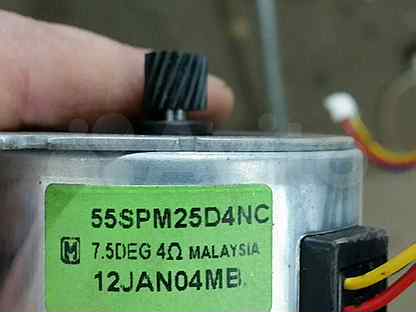 55SPM25D4NC
M 7.5DEG 4Ω MALAYSIA
12JAN04MB